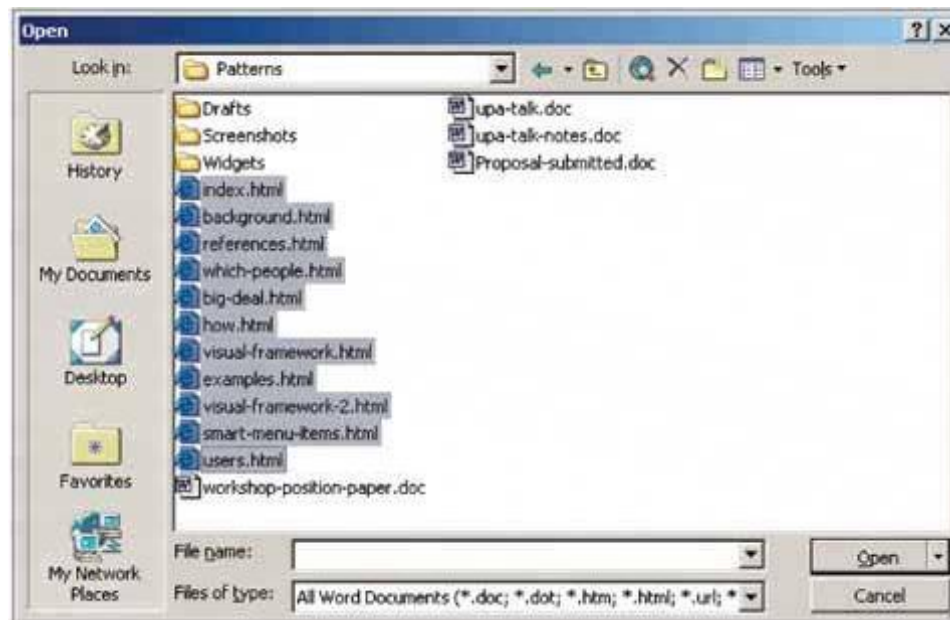 Open
Look in:
Patterns
Tools
History
My Documents
Desktop
Favorites
My Network
Places
Drafts
Screenshots
Widgets
index.html
background.html
references.html
which-people.html
big-deal.html
how.html
visual-framework.html
examples.html
visual-framework-2.html
smart-menu-items.html
users.html
workshop-position-paper.doc
upa-talk.doc
upa-talk-notes.doc
Proposal-submitted.doc
File name:
Open
Files of type:
All Word Documents (*.doc; *.dot; *.htm; *.html; *.url; *
Cancel